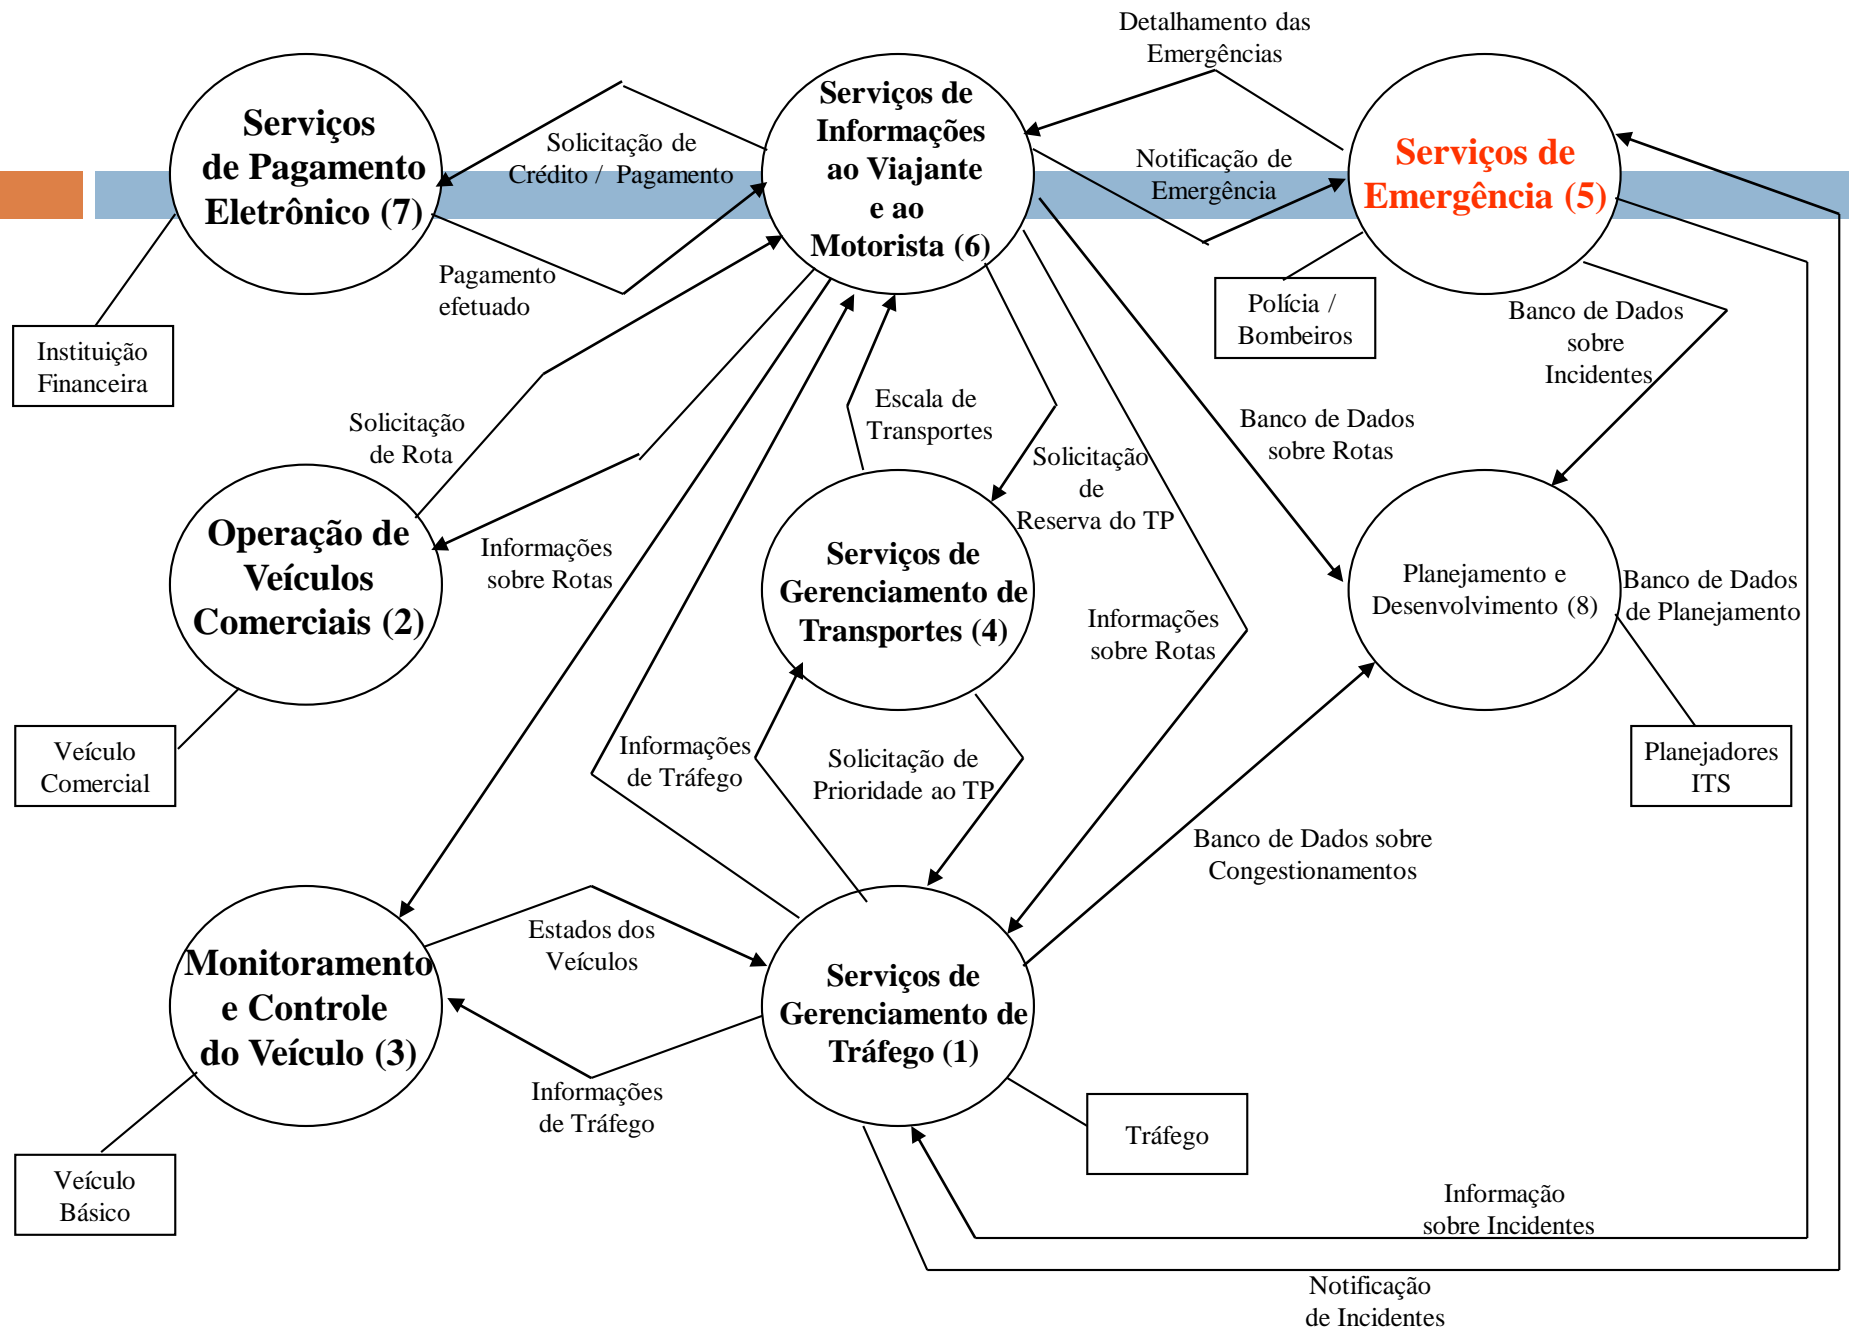 Detalhamento das
Emergências
Serviços
de Pagamento
Eletrônico (7)
Solicitação de
Crédito / Pagamento
Serviços de
Informações
ao Viajante
e ao
Motorista (6)
Notificação de
Emergência
Serviços de
Emergência (5)
Pagamento
efetuado
Polícia /
Bombeiros
Banco de Dados
sobre
Incidentes
Instituição
Financeira
Solicitação
de Rota
Escala de
Transportes
Solicitação
de
Reserva do TP
Banco de Dados
sobre Rotas
Operação de
Veículos
Comerciais (2)
Informações
sobre Rotas
Serviços de
Gerenciamento de
Transportes (4)
Informações
sobre Rotas
Planejamento e
Desenvolvimento (8)
Banco de Dados
de Planejamento
Veículo
Comercial
Informações
de Tráfego
Solicitação de
Prioridade ao TP
Planejadores
ITS
Banco de Dados sobre
Congestionamentos
Monitoramento
e Controle
do Veículo (3)
Estados dos
Veículos
Serviços de
Gerenciamento de
Tráfego (1)
Informações
de Tráfego
Tráfego
Veículo
Básico
Informação
sobre Incidentes
Notificação
de Incidentes